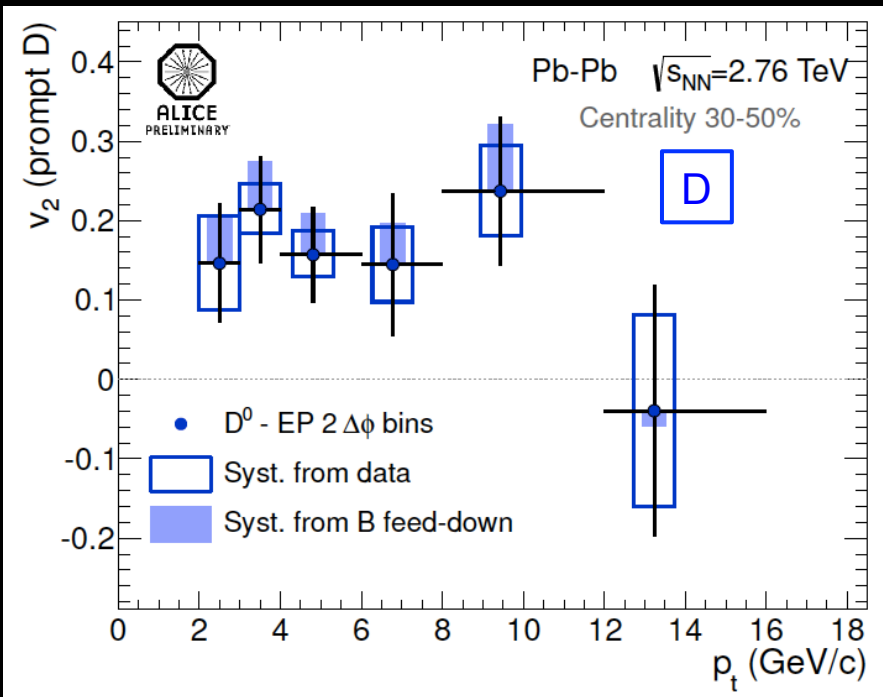 v₂ (prompt D)
0.4
0.3
0.2
0.1
0
-0.1
-0.2
ALICE
PRELIMINARY
Pb-Pb √sNN=2.76 TeV
Centrality 30-50%
D
D⁰ - EP 2 Δϕ bins
Syst. from data
Syst. from B feed-down
0 2 4 6 8 10 12 14 16 18
pₜ (GeV/c)